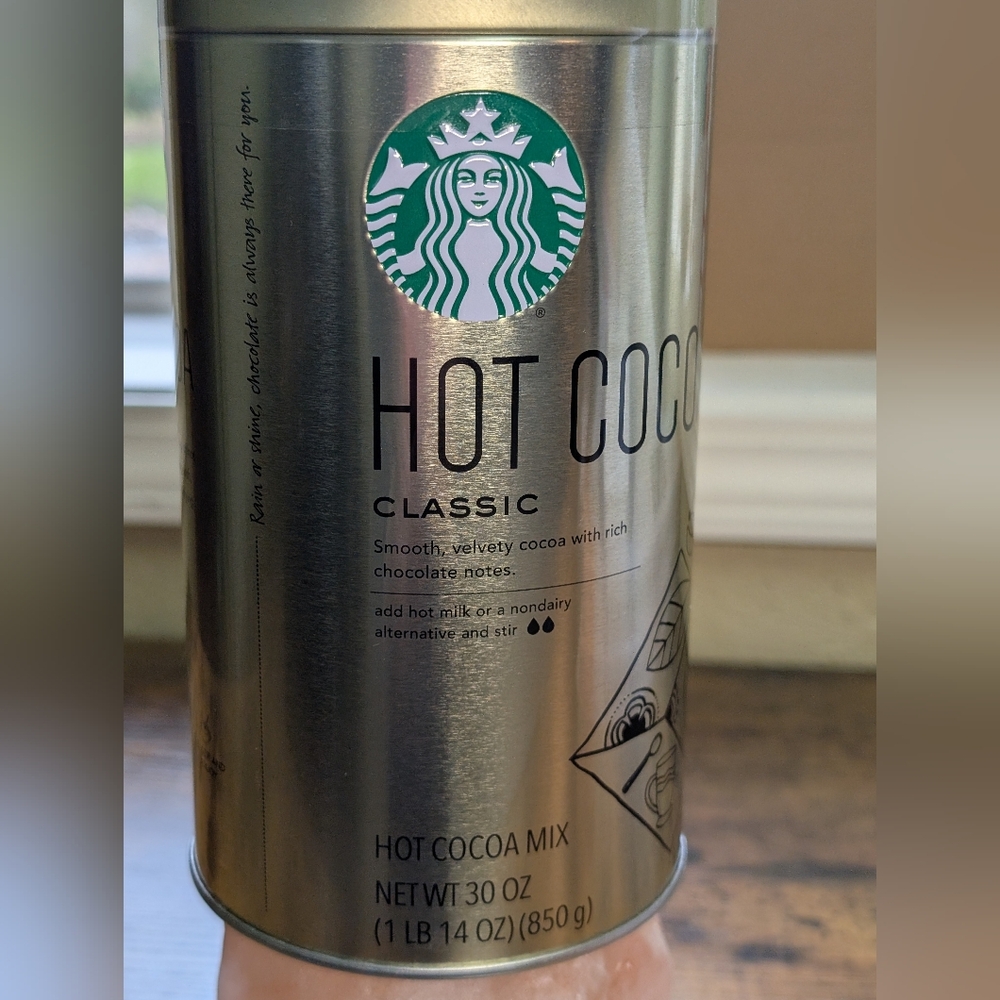 Rain or shine, chocolate is always there for you.
®
HOT COCO
CLASSIC
Smooth, velvety cocoa with rich
chocolate notes.
add hot milk or a nondairy
alternative and stir
HOT COCOA MIX
NET WT 30 OZ
(1 LB 14 OZ) (850 g)